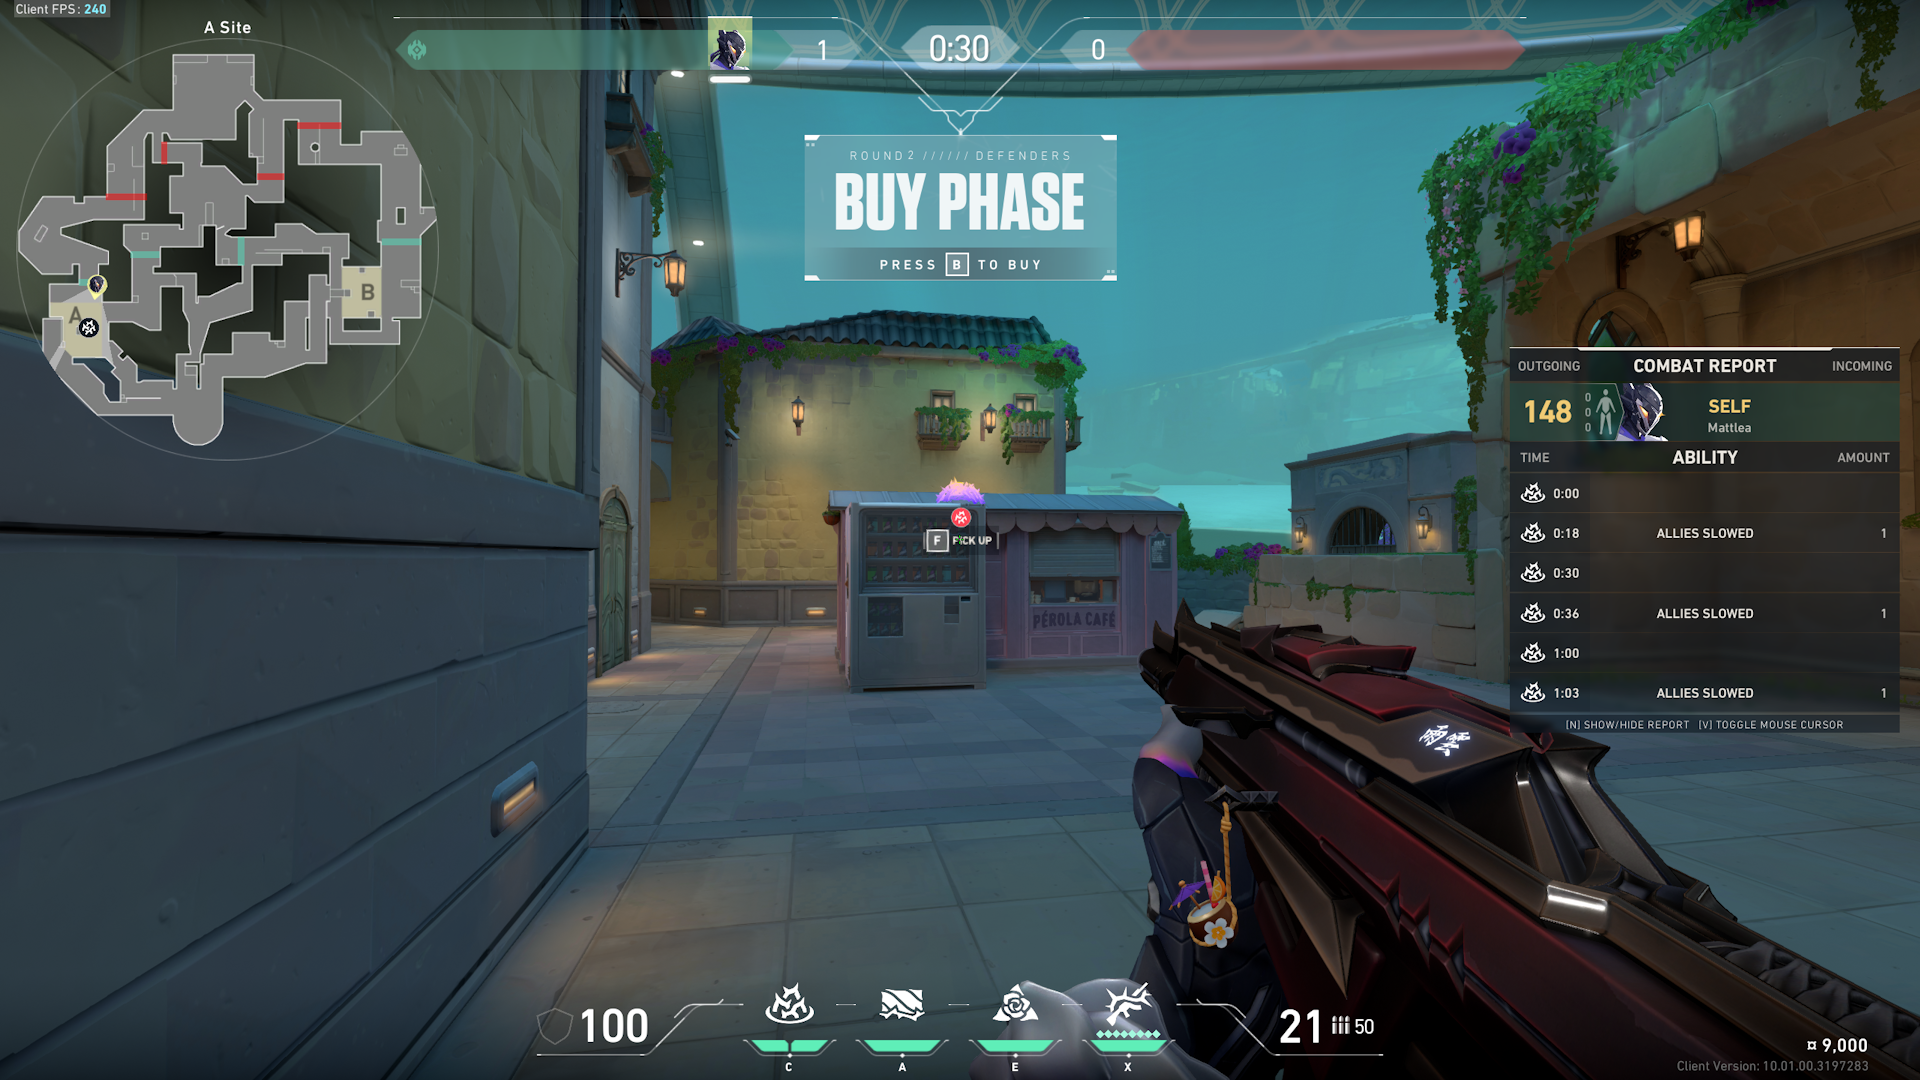 Client FPS: 240
A Site
A
B
1
0:30
0
ROUND 2 ////// DEFENDERS
BUY PHASE
PRESS B TO BUY
F PICK UP
PÉROLA CAFÉ
OUTGOING COMBAT REPORT INCOMING
148
0
0
0
SELF
Mattlea
TIME ABILITY AMOUNT
0:00
0:18 ALLIES SLOWED 1
0:30
0:36 ALLIES SLOWED 1
1:00
1:03 ALLIES SLOWED 1
[N] SHOW/HIDE REPORT [V] TOGGLE MOUSE CURSOR
100
C
A
E
X
21 50
¤ 9,000
Client Version: 10.01.00.3197283